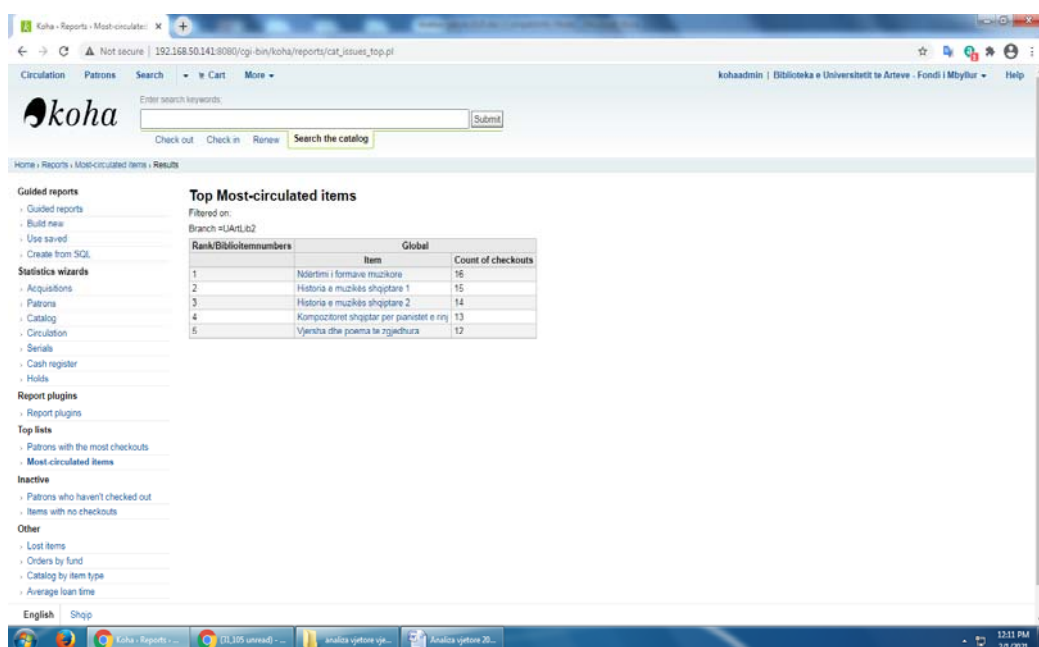 Koha › Reports › Most-circulate
Not secure | 192.168.50.141:8080/cgi-bin/koha/reports/cat_issues_top.pl
Circulation Patrons Search Cart More kohaadmin | Biblioteka e Universitetit te Arteve - Fondi i Mbyllur Help
koha
Enter search keywords:
Submit
Check out Check in Renew Search the catalog
Home › Reports › Most-circulated items › Results
Guided reports
Guided reports
Build new
Use saved
Create from SQL
Statistics wizards
Acquisitions
Patrons
Catalog
Circulation
Serials
Cash register
Holds
Report plugins
Report plugins
Top lists
Patrons with the most checkouts
Most-circulated items
Inactive
Patrons who haven't checked out
Items with no checkouts
Other
Lost items
Orders by fund
Catalog by item type
Average loan time
Top Most-circulated items
Filtered on:
Branch =UArtLib2
Rank/Biblioitemnumbers Global
Item Count of checkouts
1 Ndërtimi i formave muzikore 16
2 Historia e muzikës shqiptare 1 15
3 Historia e muzikës shqiptare 2 14
4 Kompozitoret shqiptar per pianistet e rinj 13
5 Vjersha dhe poema te zgjedhura 12
English Shqip
Koha › Reports - ... (11,105 unread) - ... analiza vjetore vje... Analiza vjetore 20... 12:11 PM
2/1/2021